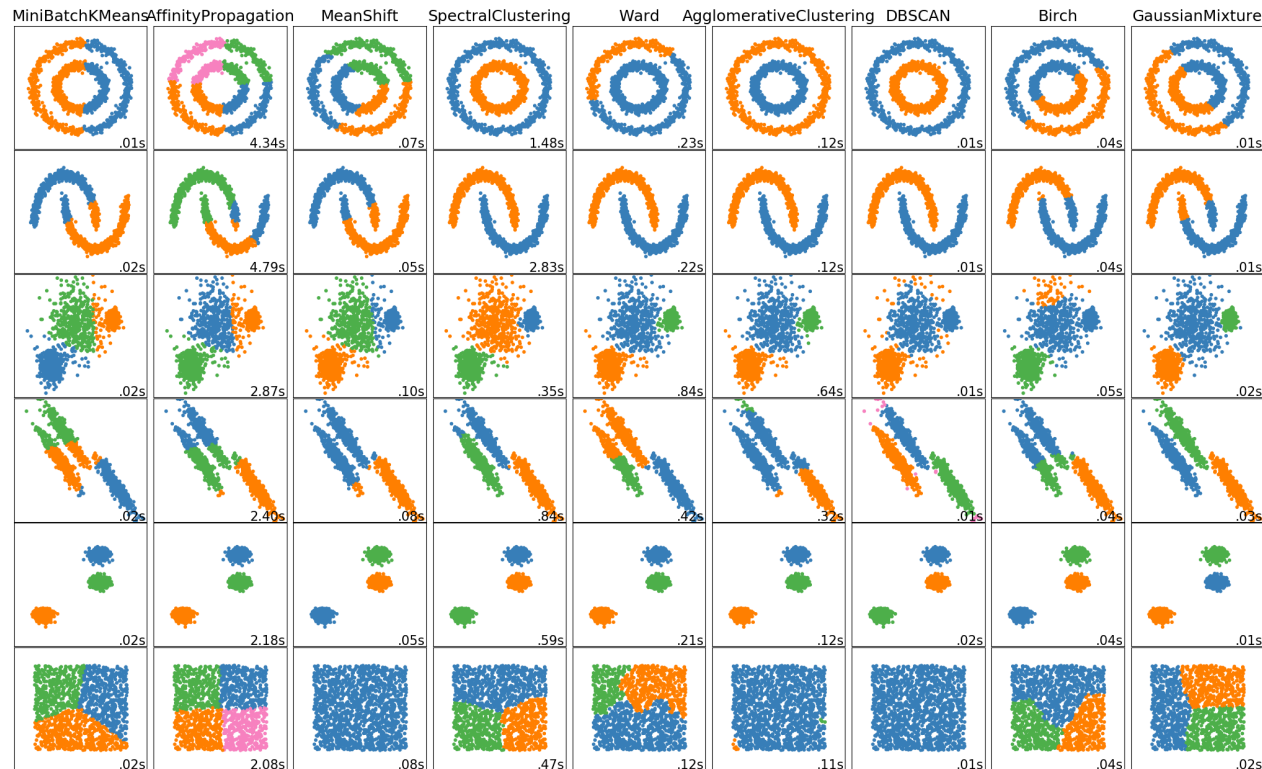 MiniBatchKMeans AffinityPropagation MeanShift SpectralClustering Ward AgglomerativeClustering DBSCAN Birch GaussianMixture
.01s 4.34s .07s 1.48s .23s .12s .01s .04s .01s
.02s 4.79s .05s 2.83s .22s .12s .01s .04s .01s
.02s 2.87s .10s .35s .84s .64s .01s .05s .02s
.02s 2.40s .08s .84s .42s .32s .01s .04s .03s
.02s 2.18s .05s .59s .21s .12s .02s .04s .01s
.02s 2.08s .08s .47s .12s .11s .01s .04s .02s